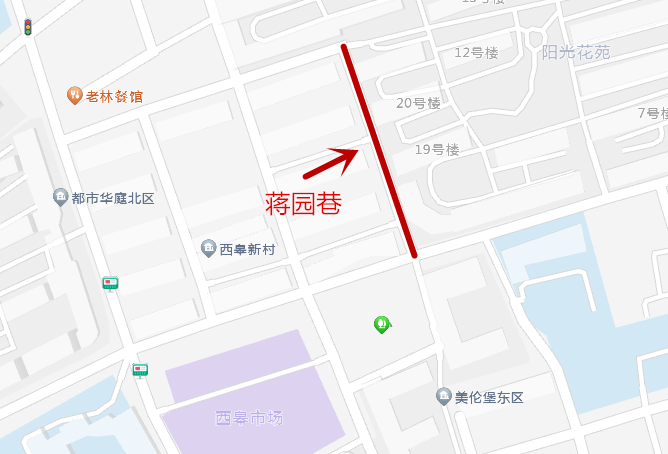 12号楼
阳光花苑
老林餐馆
20号楼
7号楼
19号楼
都市华庭北区
蒋园巷
西皋新村
美伦堡东区
西皋市场